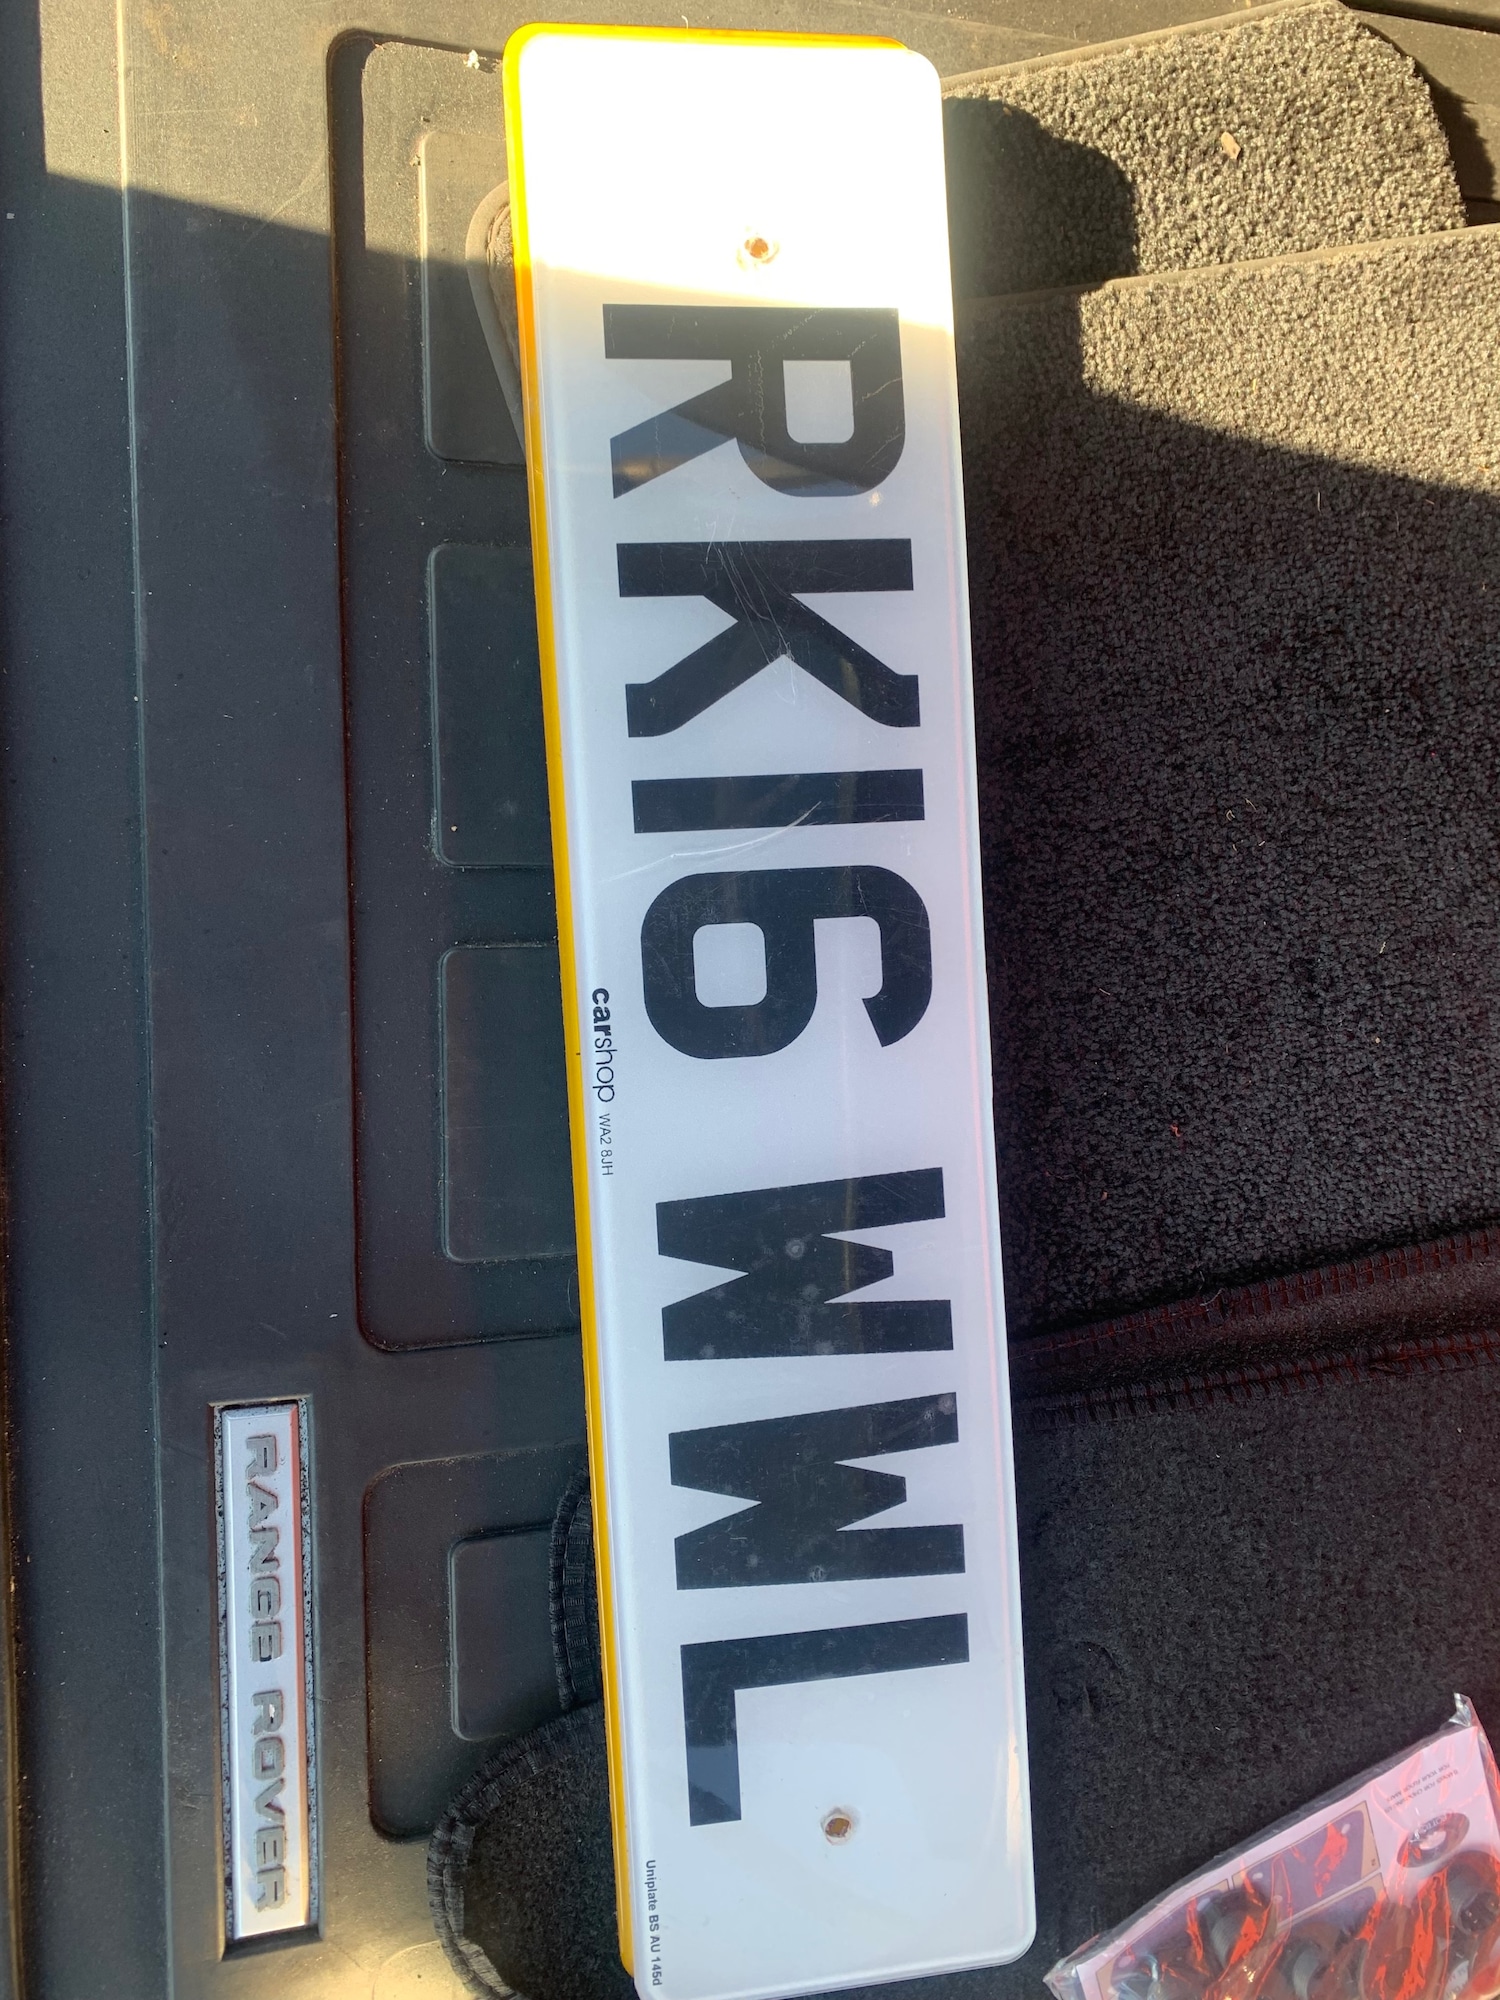 RK16 WWL
carshop WA2 8JH
Uniplate BS AU 145d
RANGE ROVER